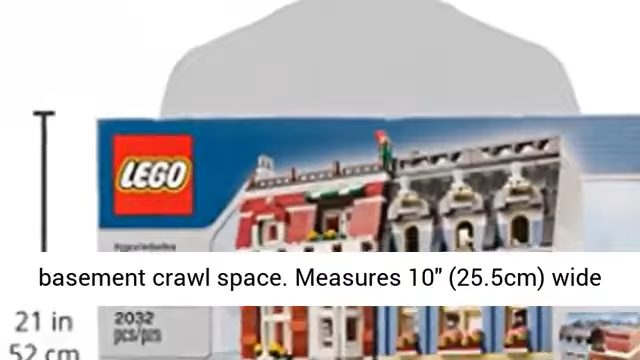 LEGO
basement crawl space. Measures 10" (25.5cm) wide
2032
pcs/pzs
21 in
52 cm